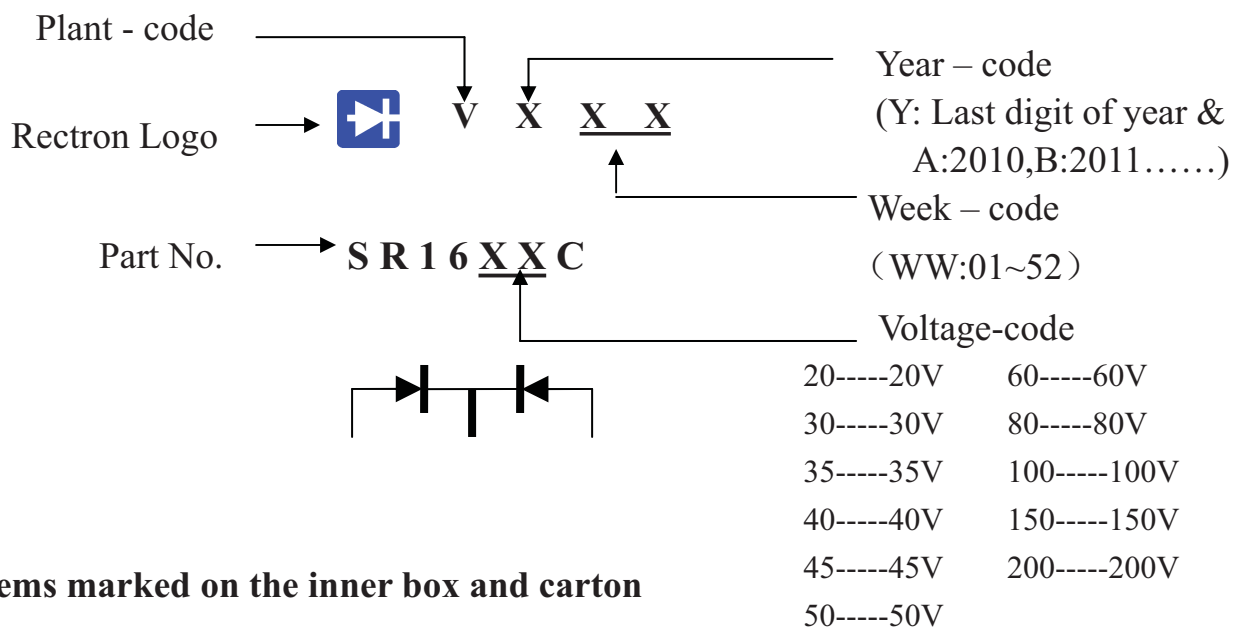 Plant - code
Year – code
V X X X
(Y: Last digit of year &
Rectron Logo
A:2010,B:2011……)
Week – code
Part No.
S R 1 6 X X C
（WW:01~52）
Voltage-code
20-----20V 60-----60V
30-----30V 80-----80V
35-----35V 100-----100V
40-----40V 150-----150V
45-----45V 200-----200V
ems marked on the inner box and carton
50-----50V